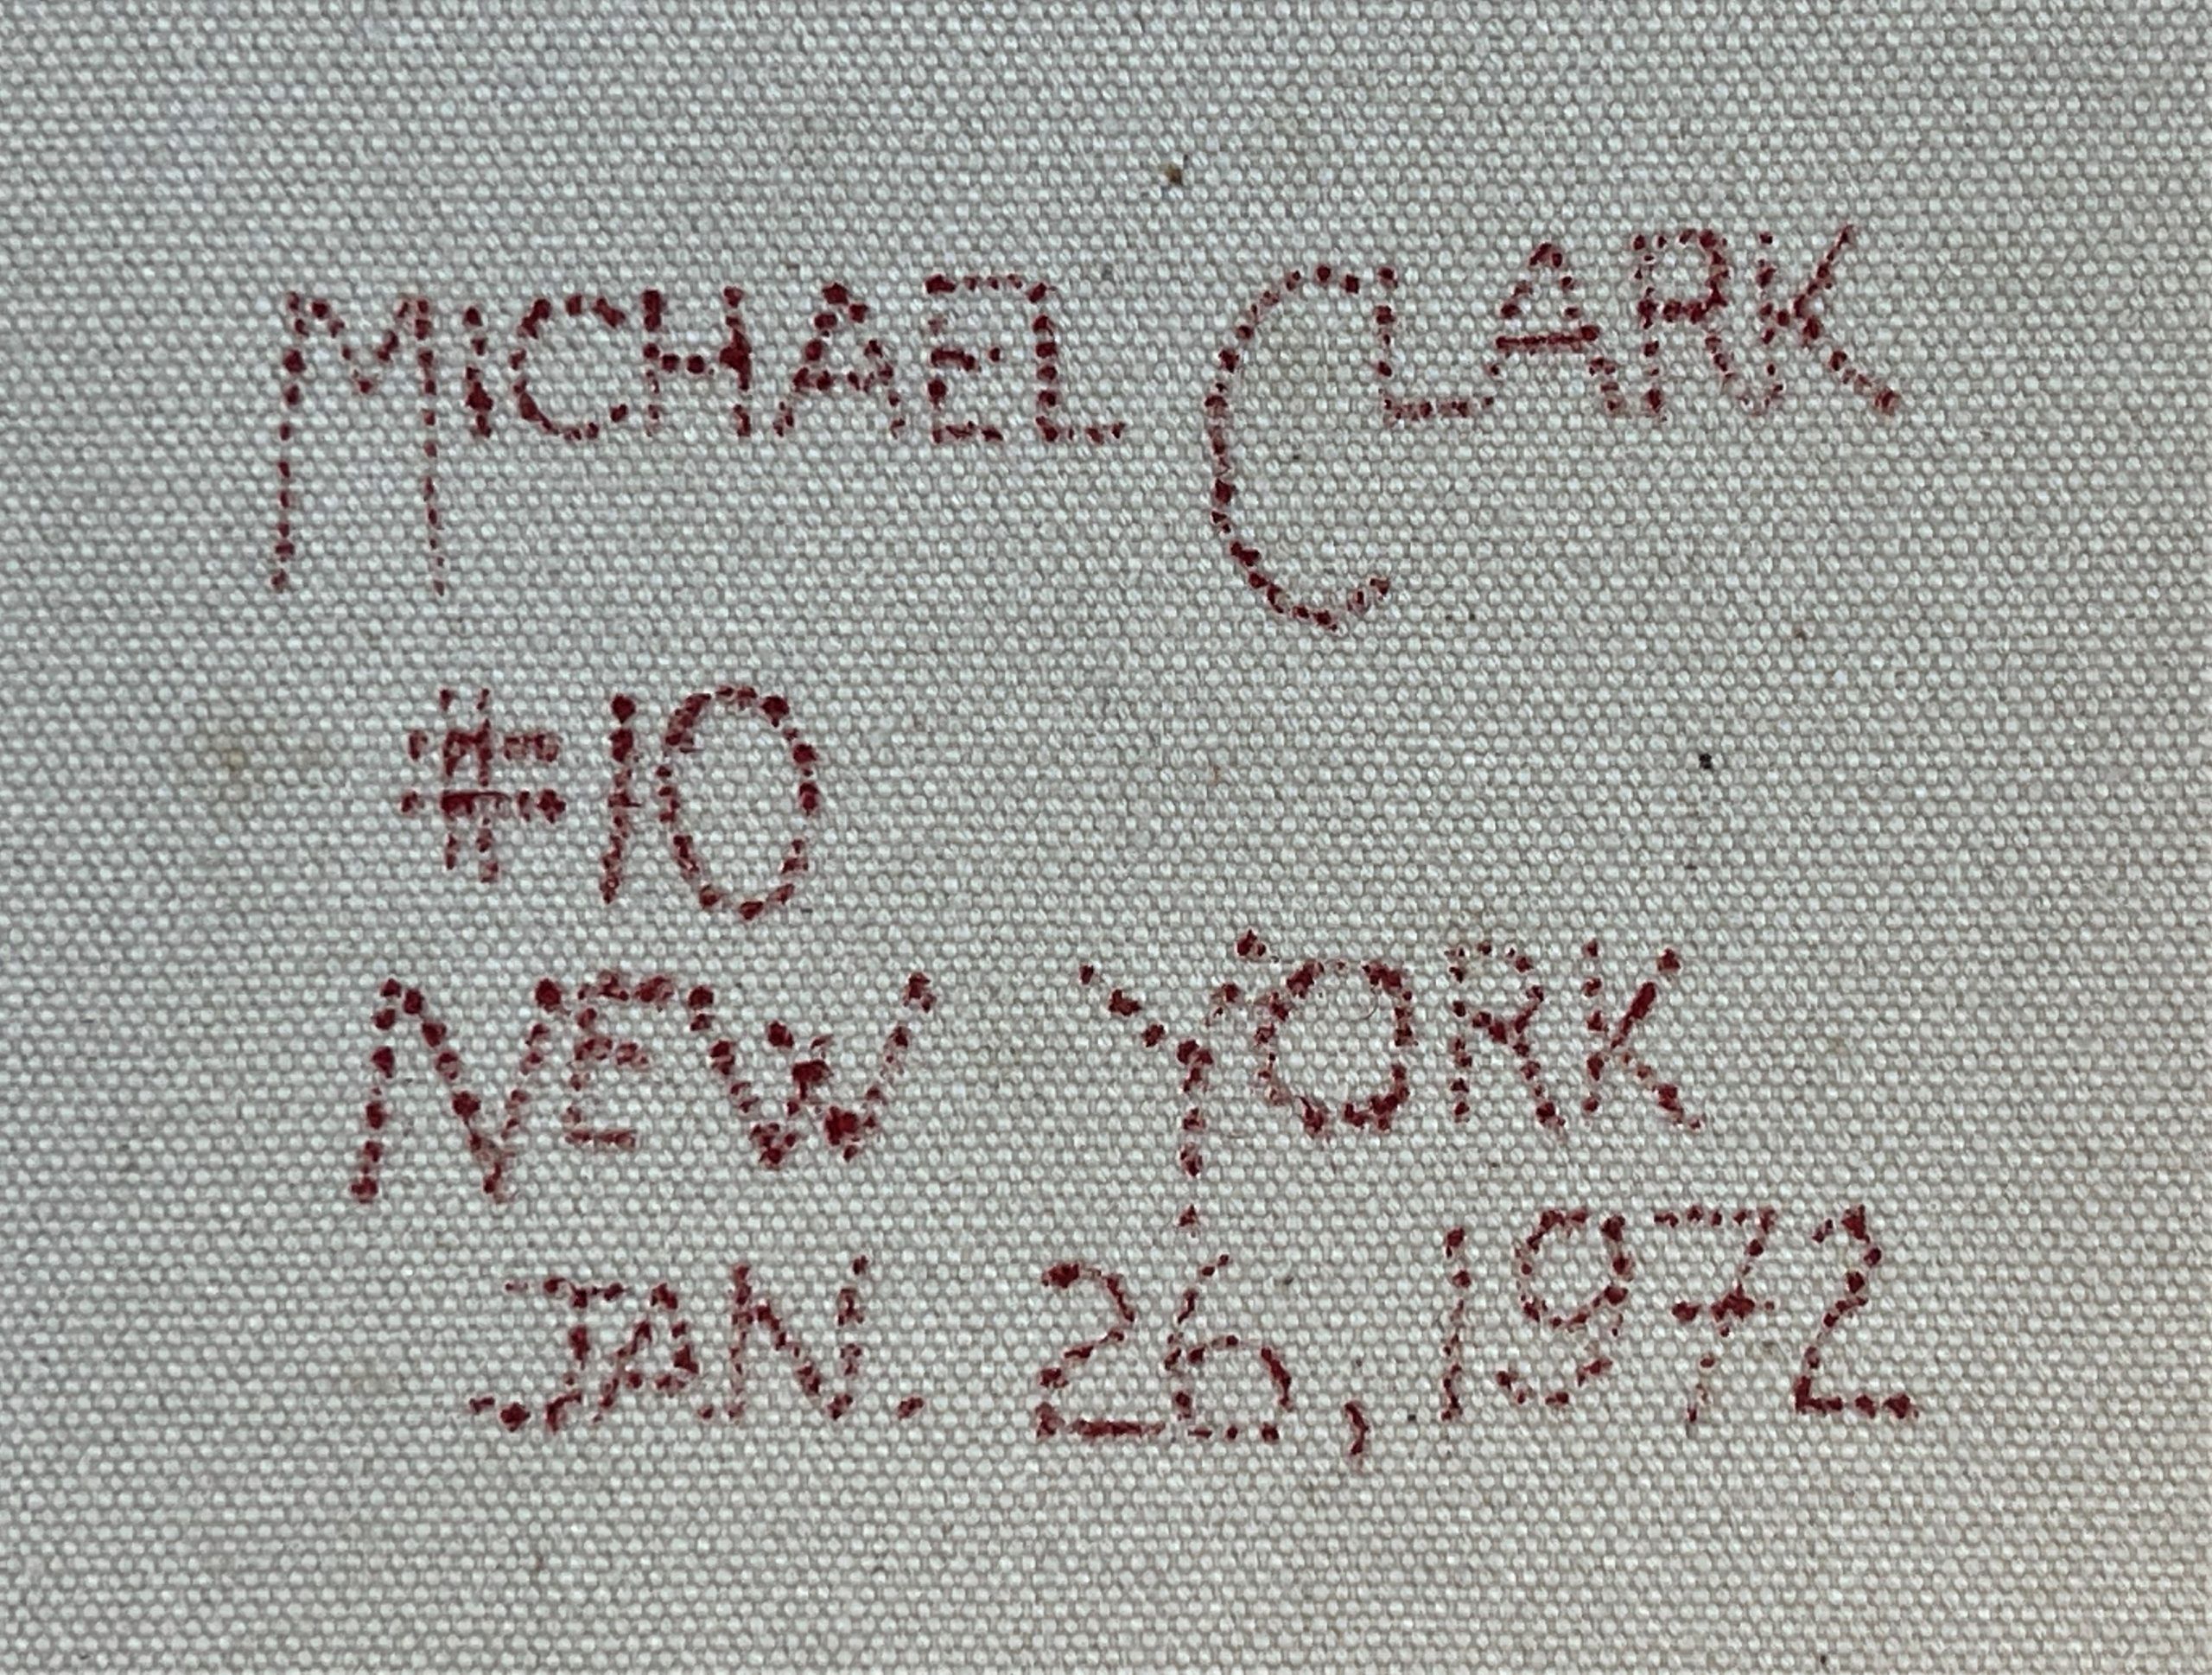 MICHAEL CLARK
#10
NEW YORK
JAN. 26, 1972